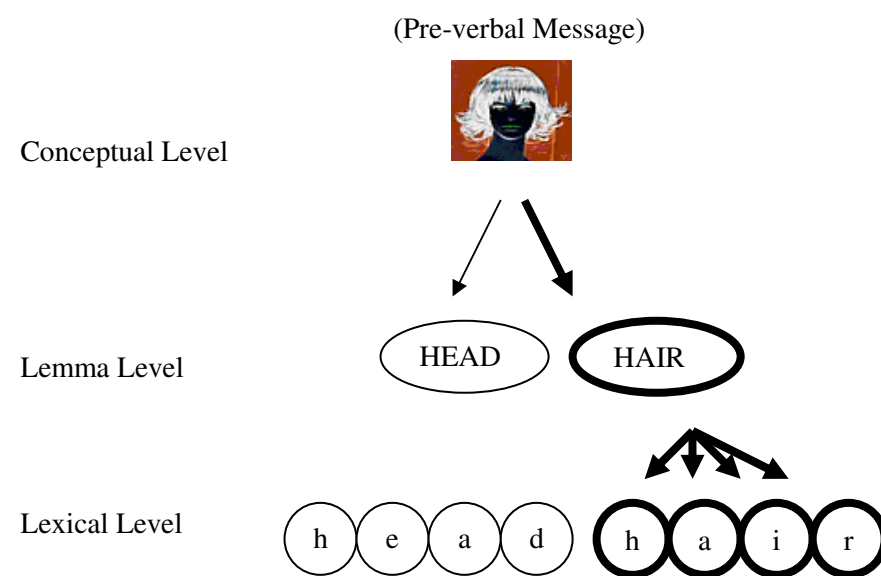 (Pre-verbal Message)
Conceptual Level
Lemma Level
HEAD
HAIR
Lexical Level
h e a d h a i r